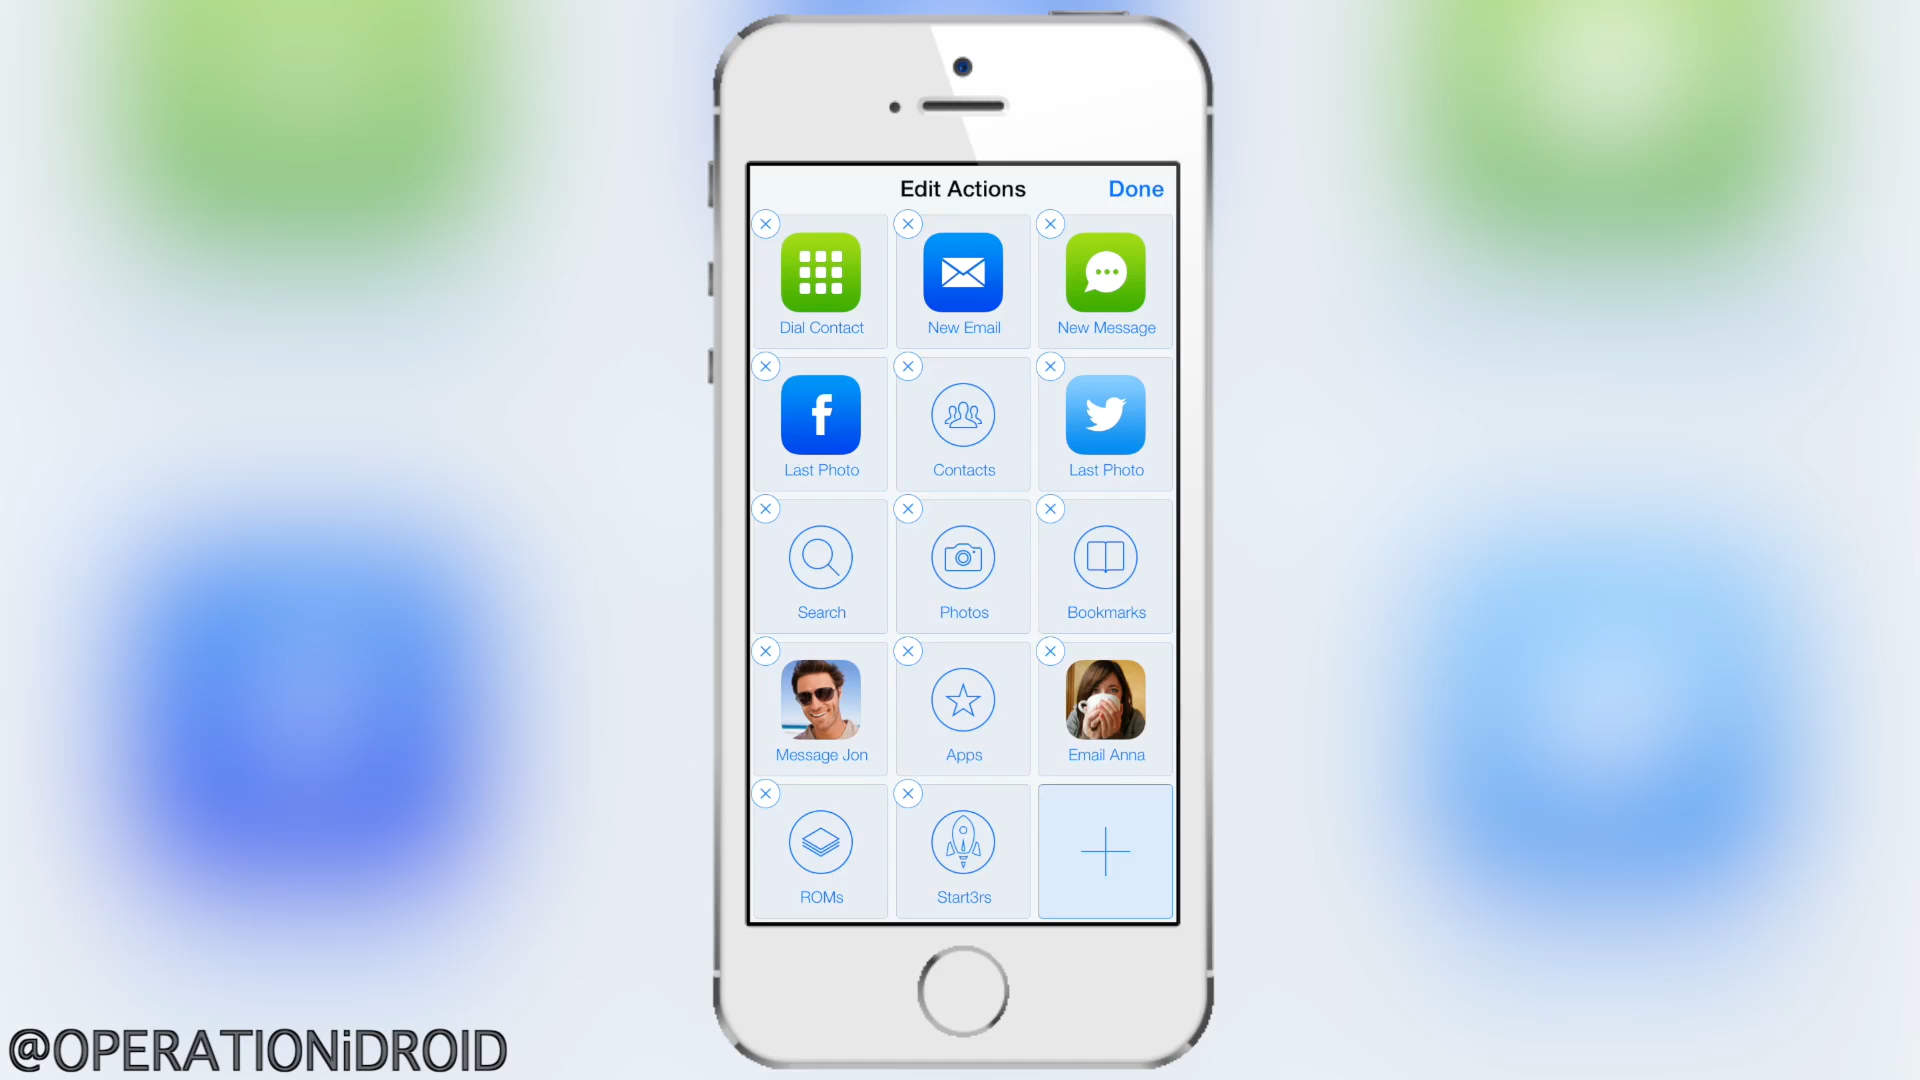 Edit Actions
Done
Dial Contact
New Email
New Message
Last Photo
Contacts
Last Photo
Search
Photos
Bookmarks
Message Jon
Apps
Email Anna
ROMs
Start3rs
@OPERATIONiDROID